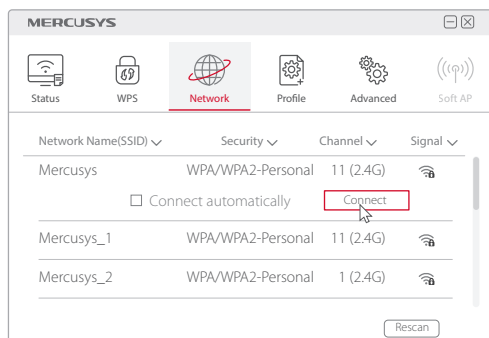 MERCUSYS
Status WPS Network Profile Advanced Soft AP
Network Name(SSID) Security Channel Signal
Mercusys WPA/WPA2-Personal 11 (2.4G)
Connect automatically Connect
Mercusys_1 WPA/WPA2-Personal 11 (2.4G)
Mercusys_2 WPA/WPA2-Personal 1 (2.4G)
Rescan